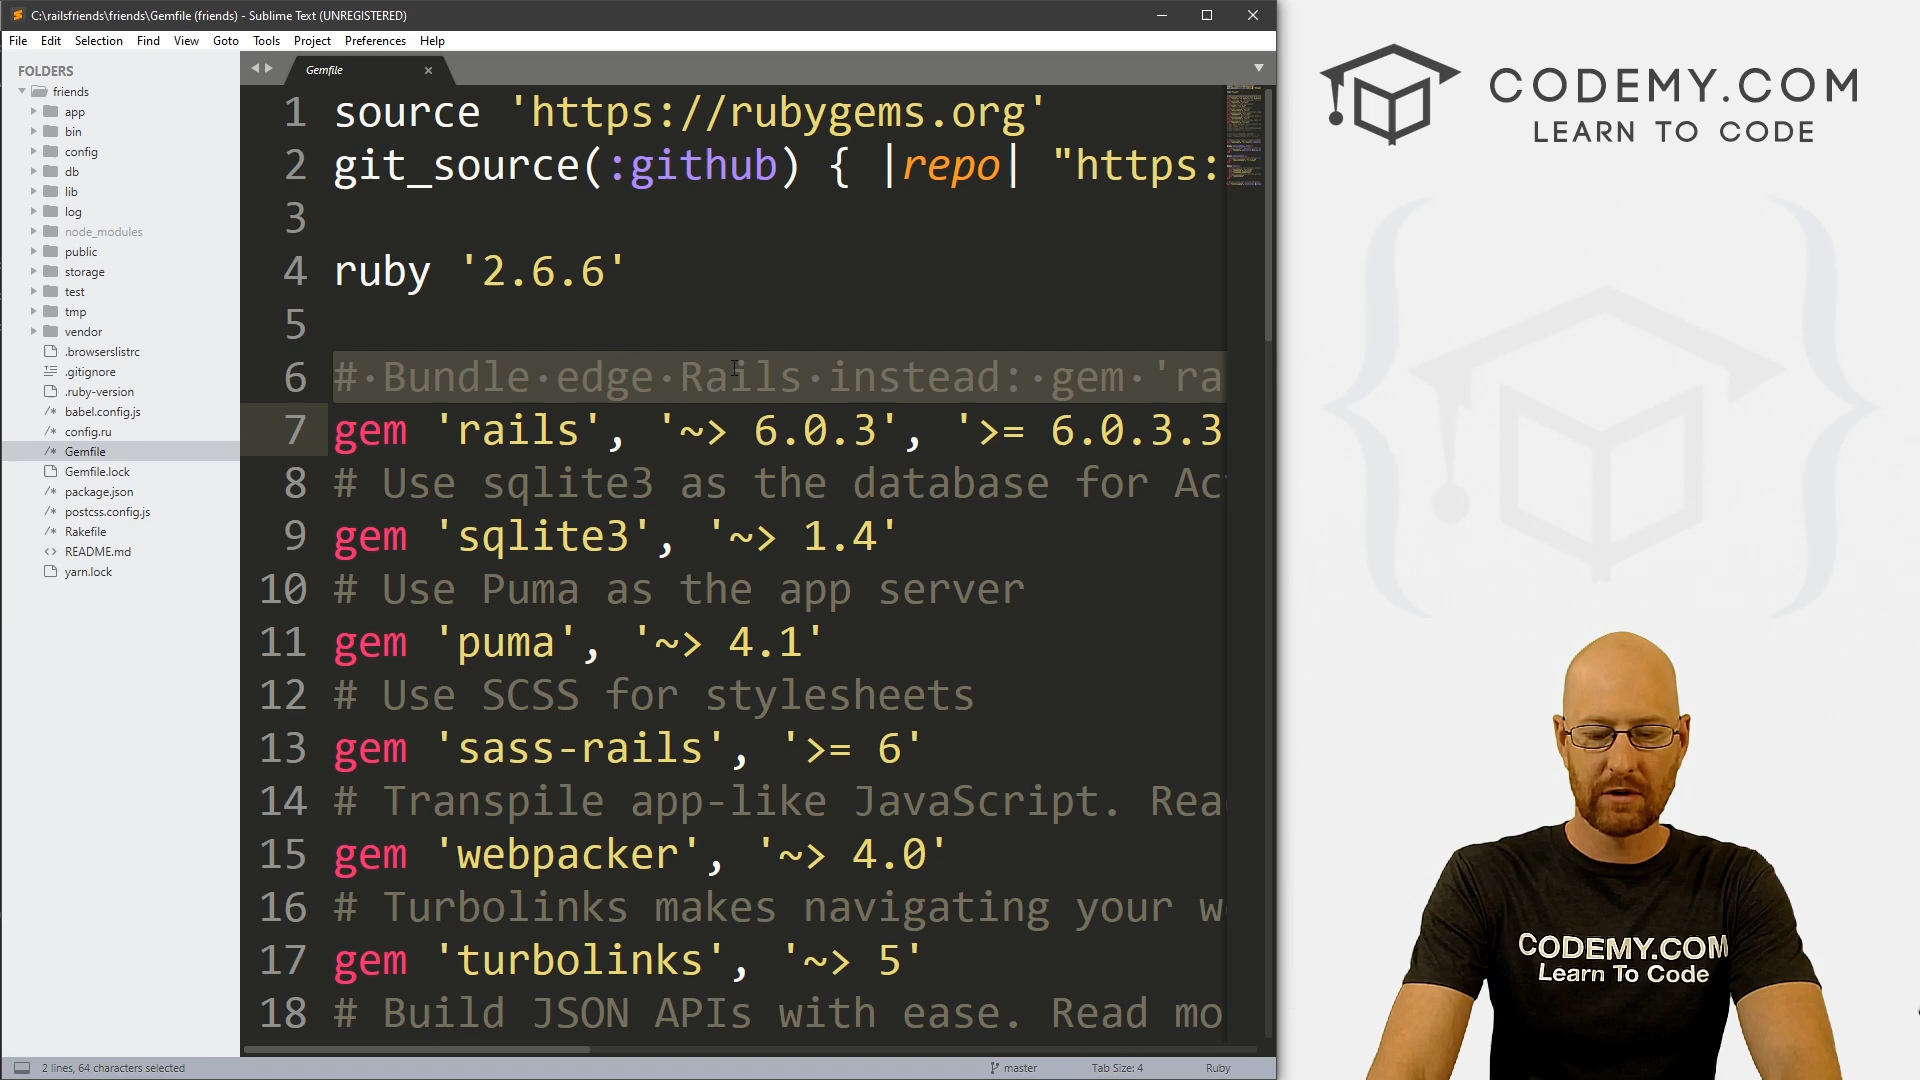 C:\railsfriends\friends\Gemfile (friends) - Sublime Text (UNREGISTERED)
File Edit Selection Find View Goto Tools Project Preferences Help
FOLDERS
friends
app
bin
config
db
lib
log
node_modules
public
storage
test
tmp
vendor
.browserslistrc
.gitignore
.ruby-version
babel.config.js
config.ru
Gemfile
Gemfile.lock
package.json
postcss.config.js
Rakefile
README.md
yarn.lock
Gemfile
1 source 'https://rubygems.org'
2 git_source(:github) { |repo| "https:
3
4 ruby '2.6.6'
5
6 #·Bundle·edge·Rails·instead:·gem·'ra
7 gem 'rails', '~> 6.0.3', '>= 6.0.3.3
8 # Use sqlite3 as the database for Ac
9 gem 'sqlite3', '~> 1.4'
10 # Use Puma as the app server
11 gem 'puma', '~> 4.1'
12 # Use SCSS for stylesheets
13 gem 'sass-rails', '>= 6'
14 # Transpile app-like JavaScript. Rea
15 gem 'webpacker', '~> 4.0'
16 # Turbolinks makes navigating your w
17 gem 'turbolinks', '~> 5'
18 # Build JSON APIs with ease. Read mo
2 lines, 64 characters selected
master
Tab Size: 4
Ruby
CODEMY.COM
LEARN TO CODE
CODEMY.COM
Learn To Code